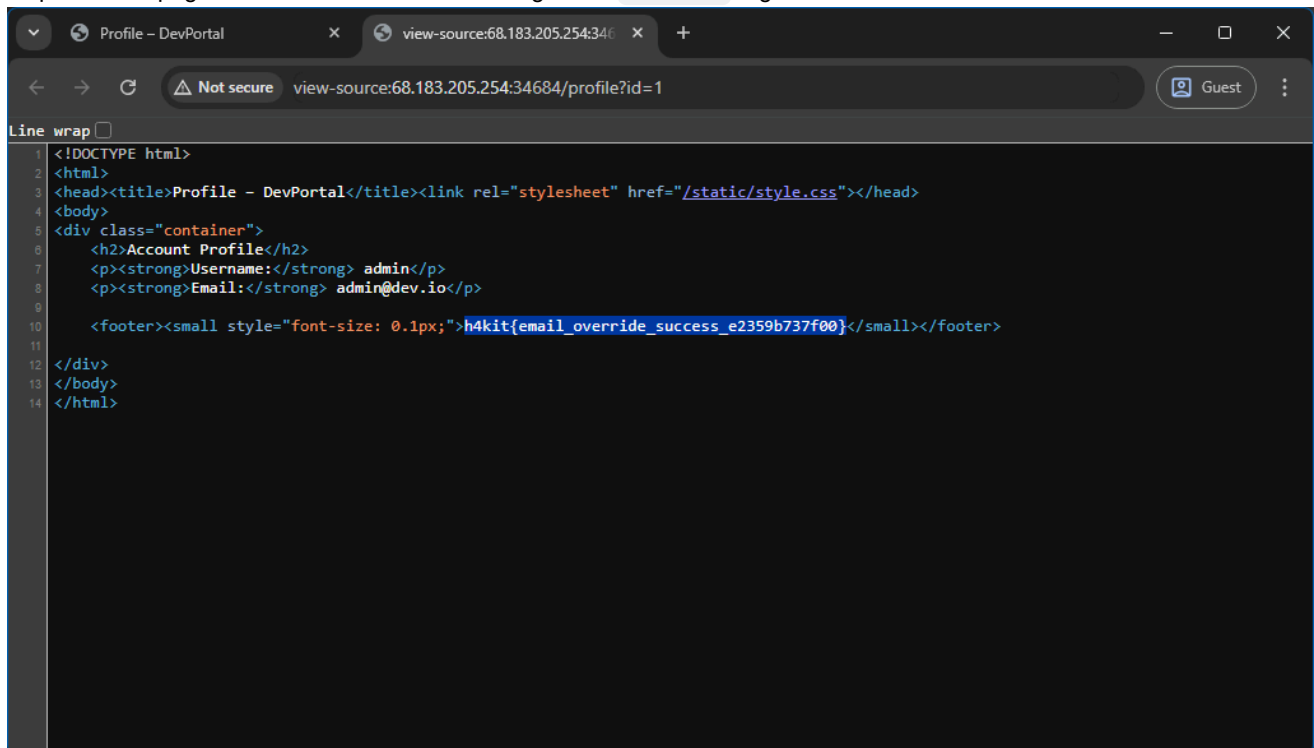 Profile – DevPortal
view-source:68.183.205.254:346
Not secure
view-source:68.183.205.254:34684/profile?id=1
Guest
Line wrap
1 <!DOCTYPE html>
2 <html>
3 <head><title>Profile – DevPortal</title><link rel="stylesheet" href="/static/style.css"></head>
4 <body>
5 <div class="container">
6 <h2>Account Profile</h2>
7 <p><strong>Username:</strong> admin</p>
8 <p><strong>Email:</strong> admin@dev.io</p>
9
10 <footer><small style="font-size: 0.1px;">h4kit{email_override_success_e2359b737f00}</small></footer>
11
12 </div>
13 </body>
14 </html>